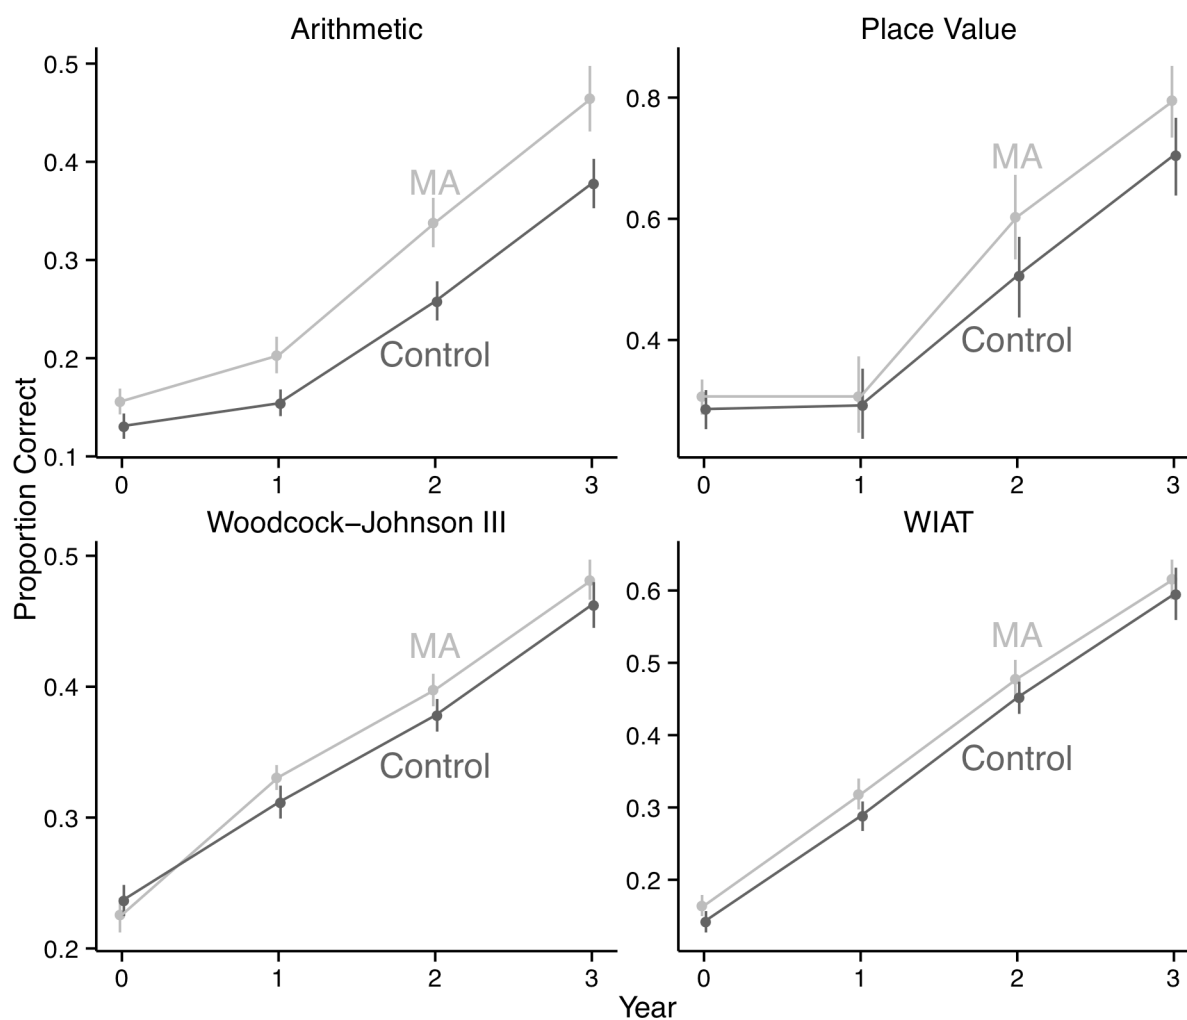 Arithmetic
0.5
0.4
0.3
0.2
0.1
MA
Control
0
1
2
3
Place Value
0.8
0.6
0.4
MA
Control
0
1
2
3
Proportion Correct
Woodcock–Johnson III
0.5
0.4
0.3
0.2
MA
Control
0
1
2
3
WIAT
0.6
0.5
0.4
0.3
0.2
MA
Control
0
1
2
3
Year